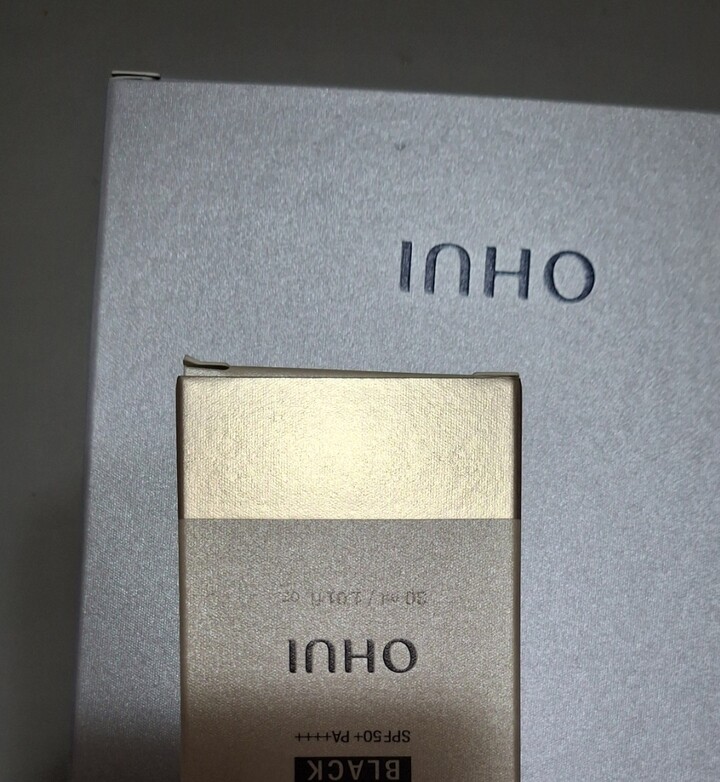 BLACK
SPF50+ PA++++
OHUI
30 ml / 1.01 fl oz
OHUI